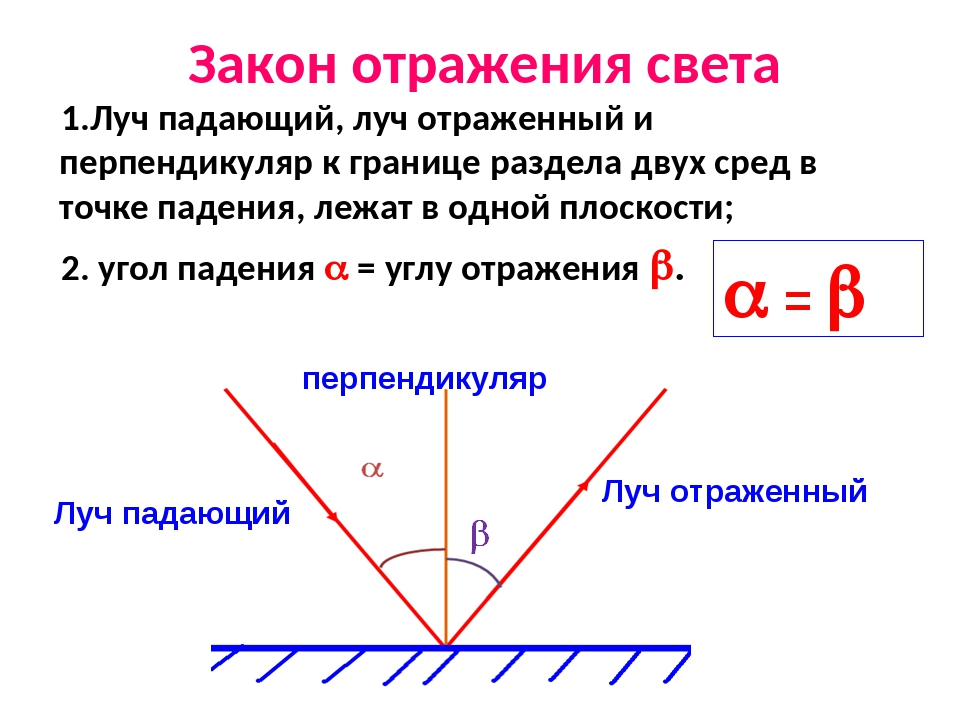 Закон отражения света
1.Луч падающий, луч отраженный и
перпендикуляр к границе раздела двух сред в
точке падения, лежат в одной плоскости;
2. угол падения α = углу отражения β.
α = β
перпендикуляр
α
Луч отраженный
Луч падающий
β